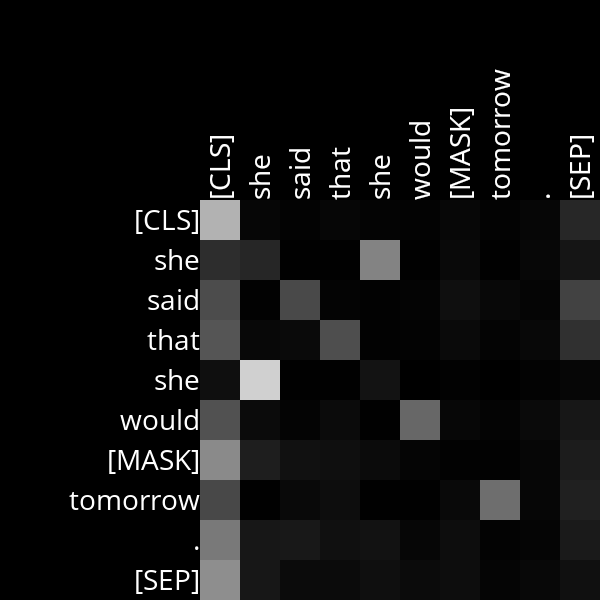 [CLS] she said that she would [MASK] tomorrow . [SEP]
[CLS]
she
said
that
she
would
[MASK]
tomorrow
.
[SEP]